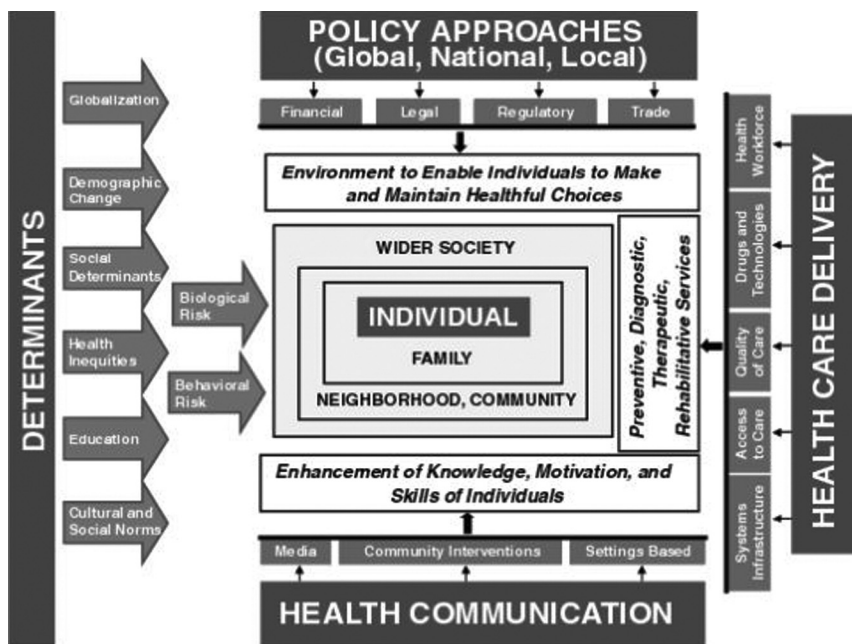 POLICY APPROACHES
(Global, National, Local)
Financial
Legal
Regulatory
Trade
Environment to Enable Individuals to Make
and Maintain Healthful Choices
DETERMINANTS
Globalization
Demographic
Change
Social
Determinants
Health
Inequities
Education
Cultural and
Social Norms
Biological
Risk
Behavioral
Risk
WIDER SOCIETY
INDIVIDUAL
FAMILY
NEIGHBORHOOD, COMMUNITY
Preventive, Diagnostic,
Therapeutic,
Rehabilitative Services
Health
Workforce
Drugs and
Technologies
Quality
of Care
Access
to Care
Systems
Infrastructure
HEALTH CARE DELIVERY
Enhancement of Knowledge, Motivation, and
Skills of Individuals
Media
Community Interventions
Settings Based
HEALTH COMMUNICATION